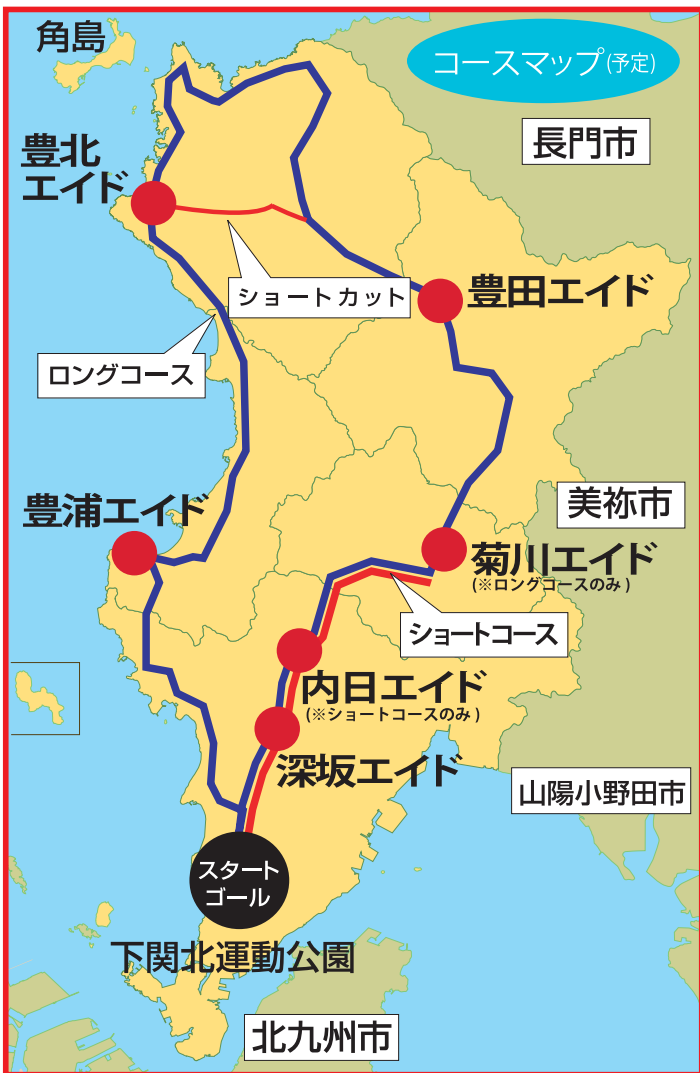 角島
コースマップ(予定)
長門市
豊北
エイド
ショートカット
豊田エイド
ロングコース
豊浦エイド
美祢市
菊川エイド
(※ロングコースのみ)
ショートコース
内日エイド
(※ショートコースのみ)
深坂エイド
山陽小野田市
スタート
ゴール
下関北運動公園
北九州市